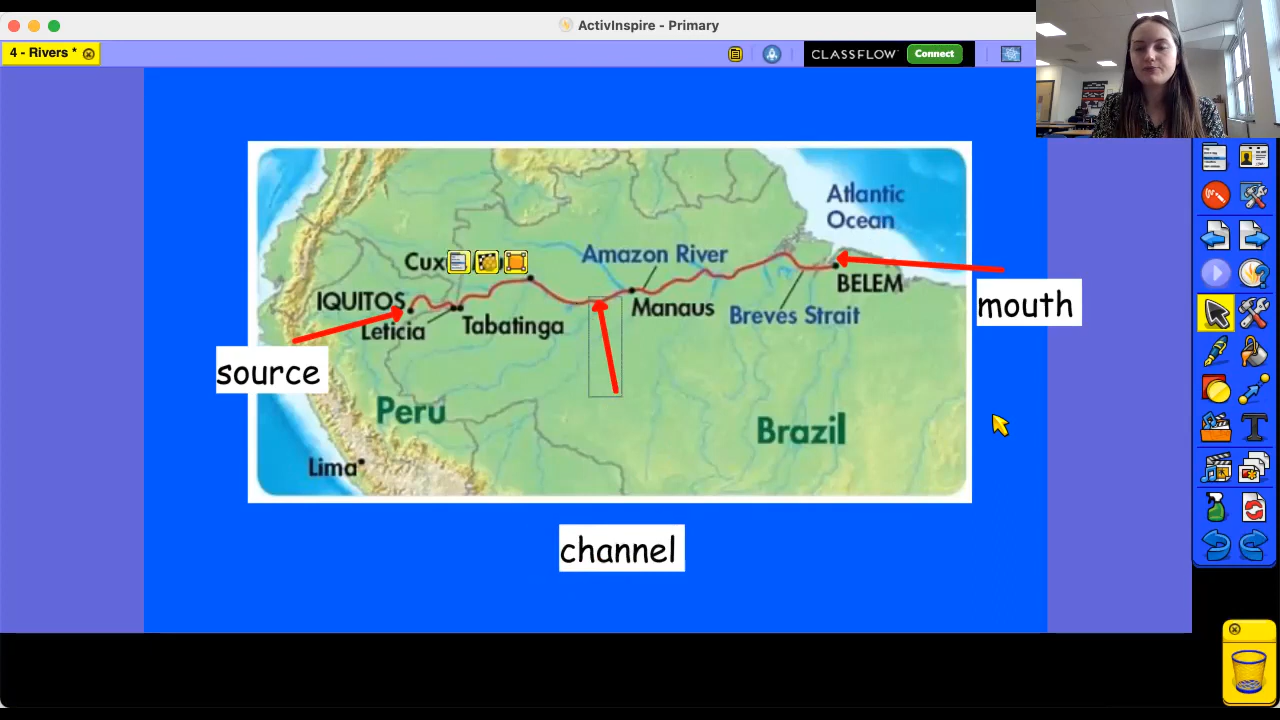 ActivInspire - Primary
4 - Rivers *
CLASSFLOW
Connect
Atlantic
Ocean
Amazon River
IQUITOS
BELEM
Manaus
Breves Strait
Leticia
Tabatinga
mouth
source
Peru
Brazil
Lima
channel